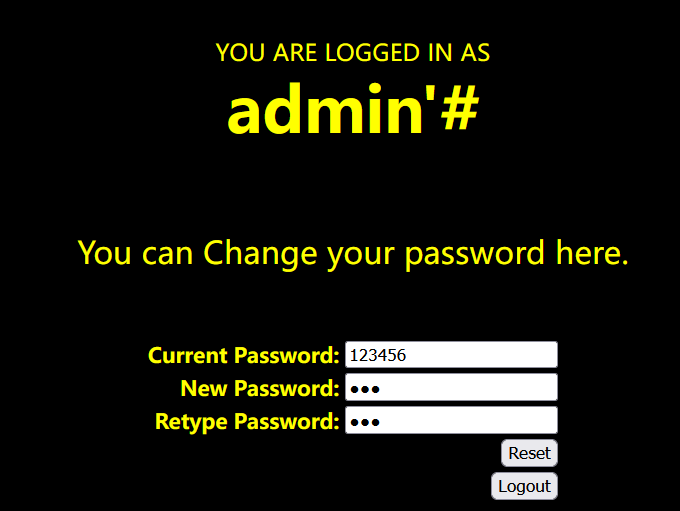 YOU ARE LOGGED IN AS
admin'#
You can Change your password here.
Current Password: 123456
New Password: •••
Retype Password: •••
Reset
Logout